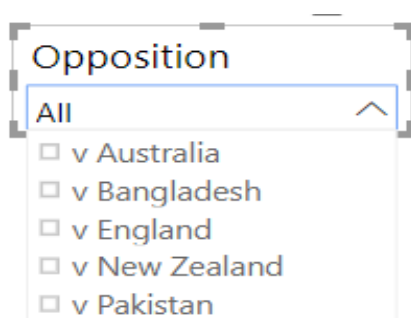 Opposition
All
v Australia
v Bangladesh
v England
v New Zealand
v Pakistan